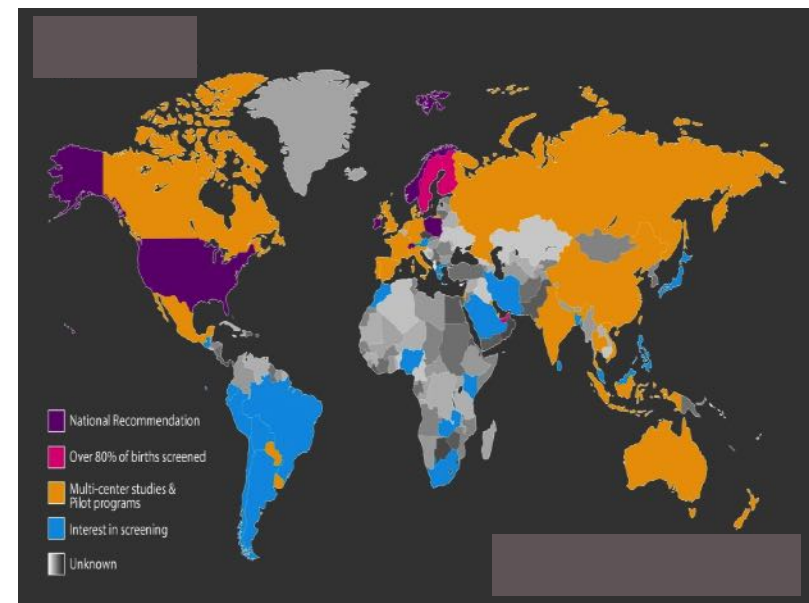 National Recommendation
Over 80% of births screened
Multi-center studies &
Pilot programs
Interest in screening
Unknown